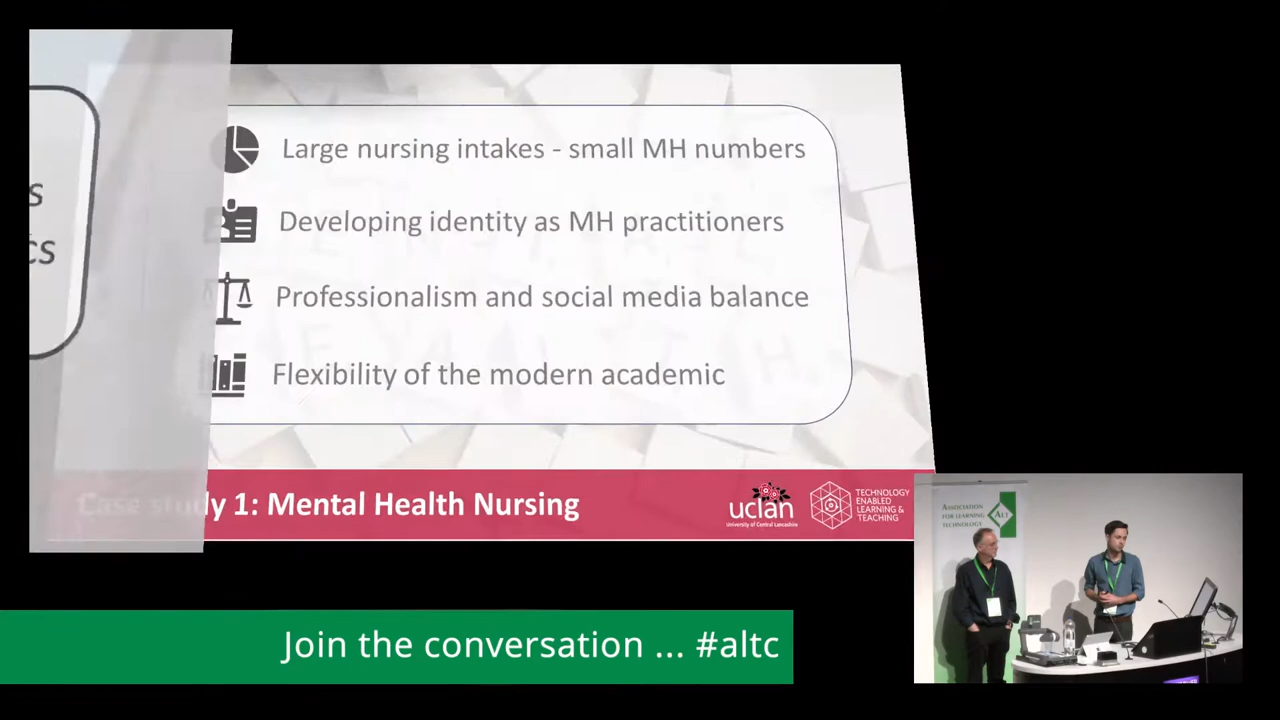 s
cs
Large nursing intakes - small MH numbers
Developing identity as MH practitioners
Professionalism and social media balance
Flexibility of the modern academic
Case study 1: Mental Health Nursing
uclan
University of Central Lancashire
TECHNOLOGY
ENABLED
LEARNING &
TEACHING
ASSOCIATION
FOR LEARNING
TECHNOLOGY
ALT
Join the conversation ... #altc